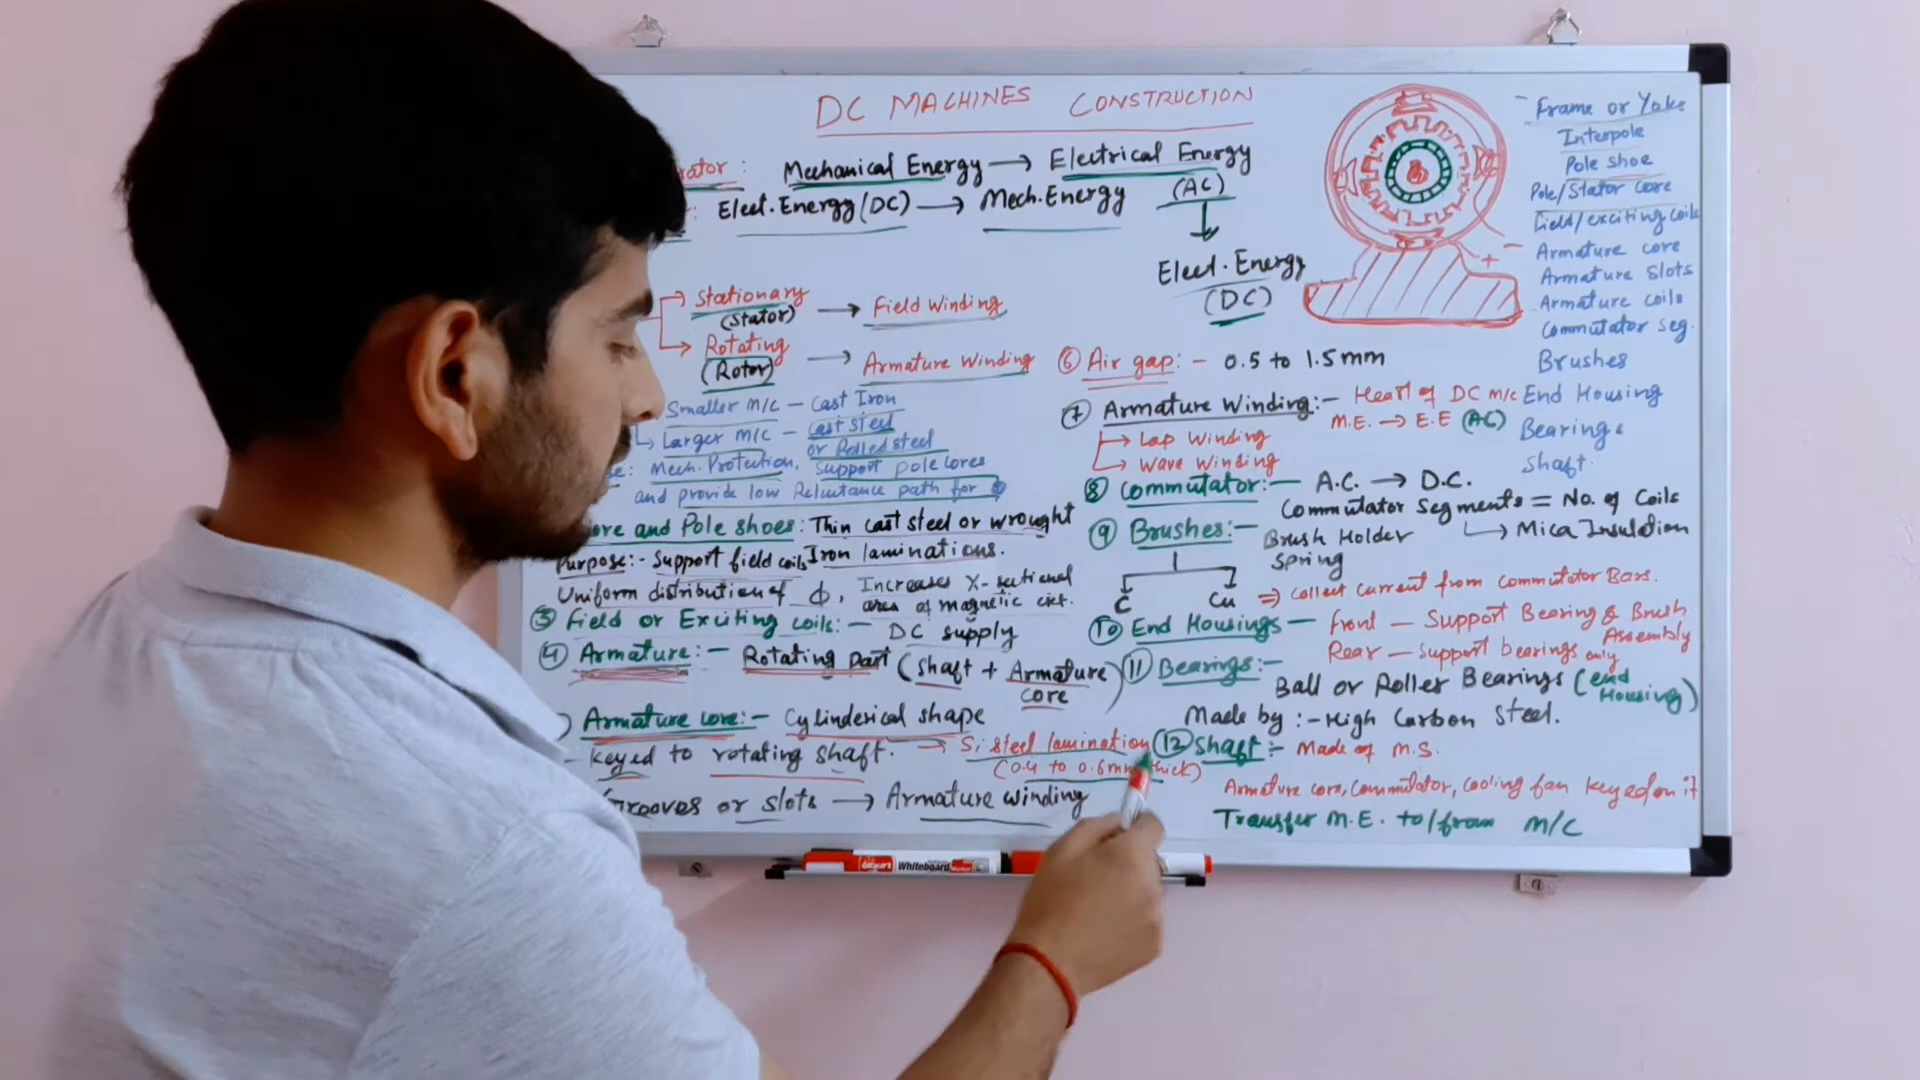 DC MACHINES CONSTRUCTION
rator: Mechanical Energy → Electrical Energy
(AC)
: Elect. Energy (DC) → Mech. Energy
Elect. Energy
(DC)
→ Stationary → Field Winding
(Stator)
→ Rotating → Armature Winding
(Rotor)
Smaller M/C - Cast Iron
Larger M/C - Cast Steel
or Rolled steel
se: Mech. Protection, Support pole cores
and provide low Reluctance path for ϕ
ore and Pole shoes: Thin cast steel or wrought
Iron laminations.
Purpose:- Support field coils
Uniform distribution of ϕ, Increases X-sectional
area of magnetic ckt.
③ Field or Exciting coils:- DC supply
④ Armature:- Rotating part (shaft + Armature
core)
) Armature core:- Cylinderical shape
- keyed to rotating shaft. → Si steel lamination
(0.4 to 0.6mm thick)
Grooves or slots → Armature winding
⑥ Air gap:- 0.5 to 1.5mm
⑦ Armature Winding:- Heart of DC m/c
M.E. → E.E (AC)
→ Lap Winding
→ Wave Winding
⑧ Commutator:- A.C. → D.C.
Commutator Segments = No. of Coils
→ Mica Insulation
⑨ Brushes:- Brush Holder
Spring
C Cu ⇒ Collect current from commutator Bars.
⑩ End Housings - Front - Support Bearing & Brush
Assembly
Rear - Support bearings only
⑪ Bearings:-
Ball or Roller Bearings (end
Housing)
Made by:- High Carbon Steel.
⑫ Shaft:- Made of M.S.
Armature core, Commutator, cooling fan keyed on it
Transfer M.E. to/from M/C
+
-
Frame or Yoke
Interpole
Pole shoe
Pole/Stator Core
Field/exciting coils
Armature core
Armature Slots
Armature coils
Commutator seg.
Brushes
End Housing
Bearings
Shaft.
Whiteboard